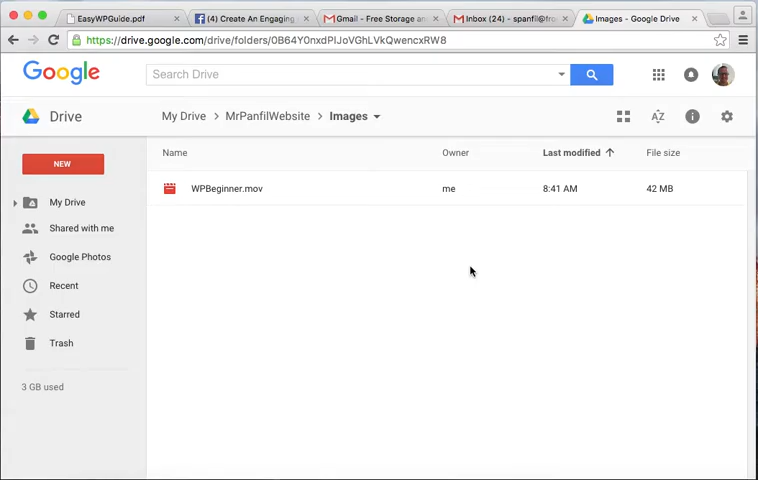 EasyWPGuide.pdf
(4) Create An Engaging
Gmail - Free Storage an
Inbox (24) - spanfil@fro
Images - Google Drive
https://drive.google.com/drive/folders/0B64Y0nxdPIJoVGhLVkQwencxRW8
Google
Search Drive
Drive
My Drive > MrPanfilWebsite > Images
AZ
NEW
Name
Owner
Last modified
File size
WPBeginner.mov
me
8:41 AM
42 MB
My Drive
Shared with me
Google Photos
Recent
Starred
Trash
3 GB used